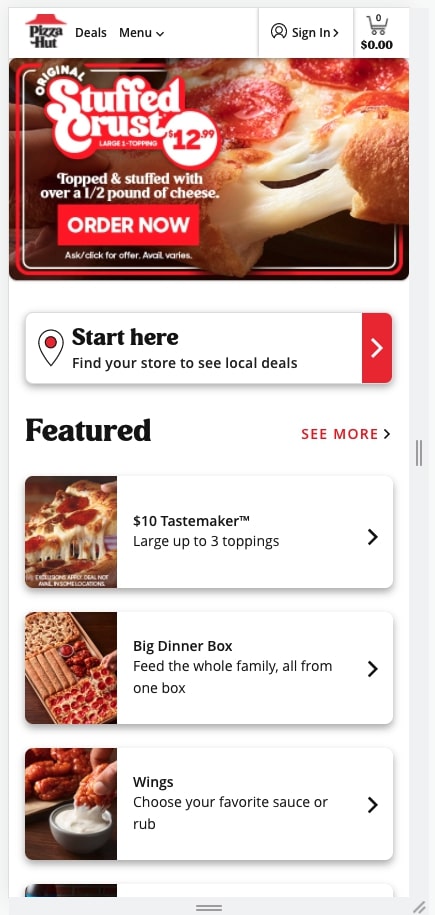 Pizza
Hut
Deals
Menu
Sign In
0
$0.00
ORIGINAL
Stuffed
Crust
LARGE 1-TOPPING
$12.99
Topped & stuffed with
over a 1/2 pound of cheese.
ORDER NOW
Ask/click for offer. Avail. varies.
Start here
Find your store to see local deals
Featured
SEE MORE
$10 Tastemaker™
Large up to 3 toppings
EXCLUSIONS APPLY. DEAL NOT
AVAIL. IN SOME LOCATIONS.
Big Dinner Box
Feed the whole family, all from
one box
Wings
Choose your favorite sauce or
rub